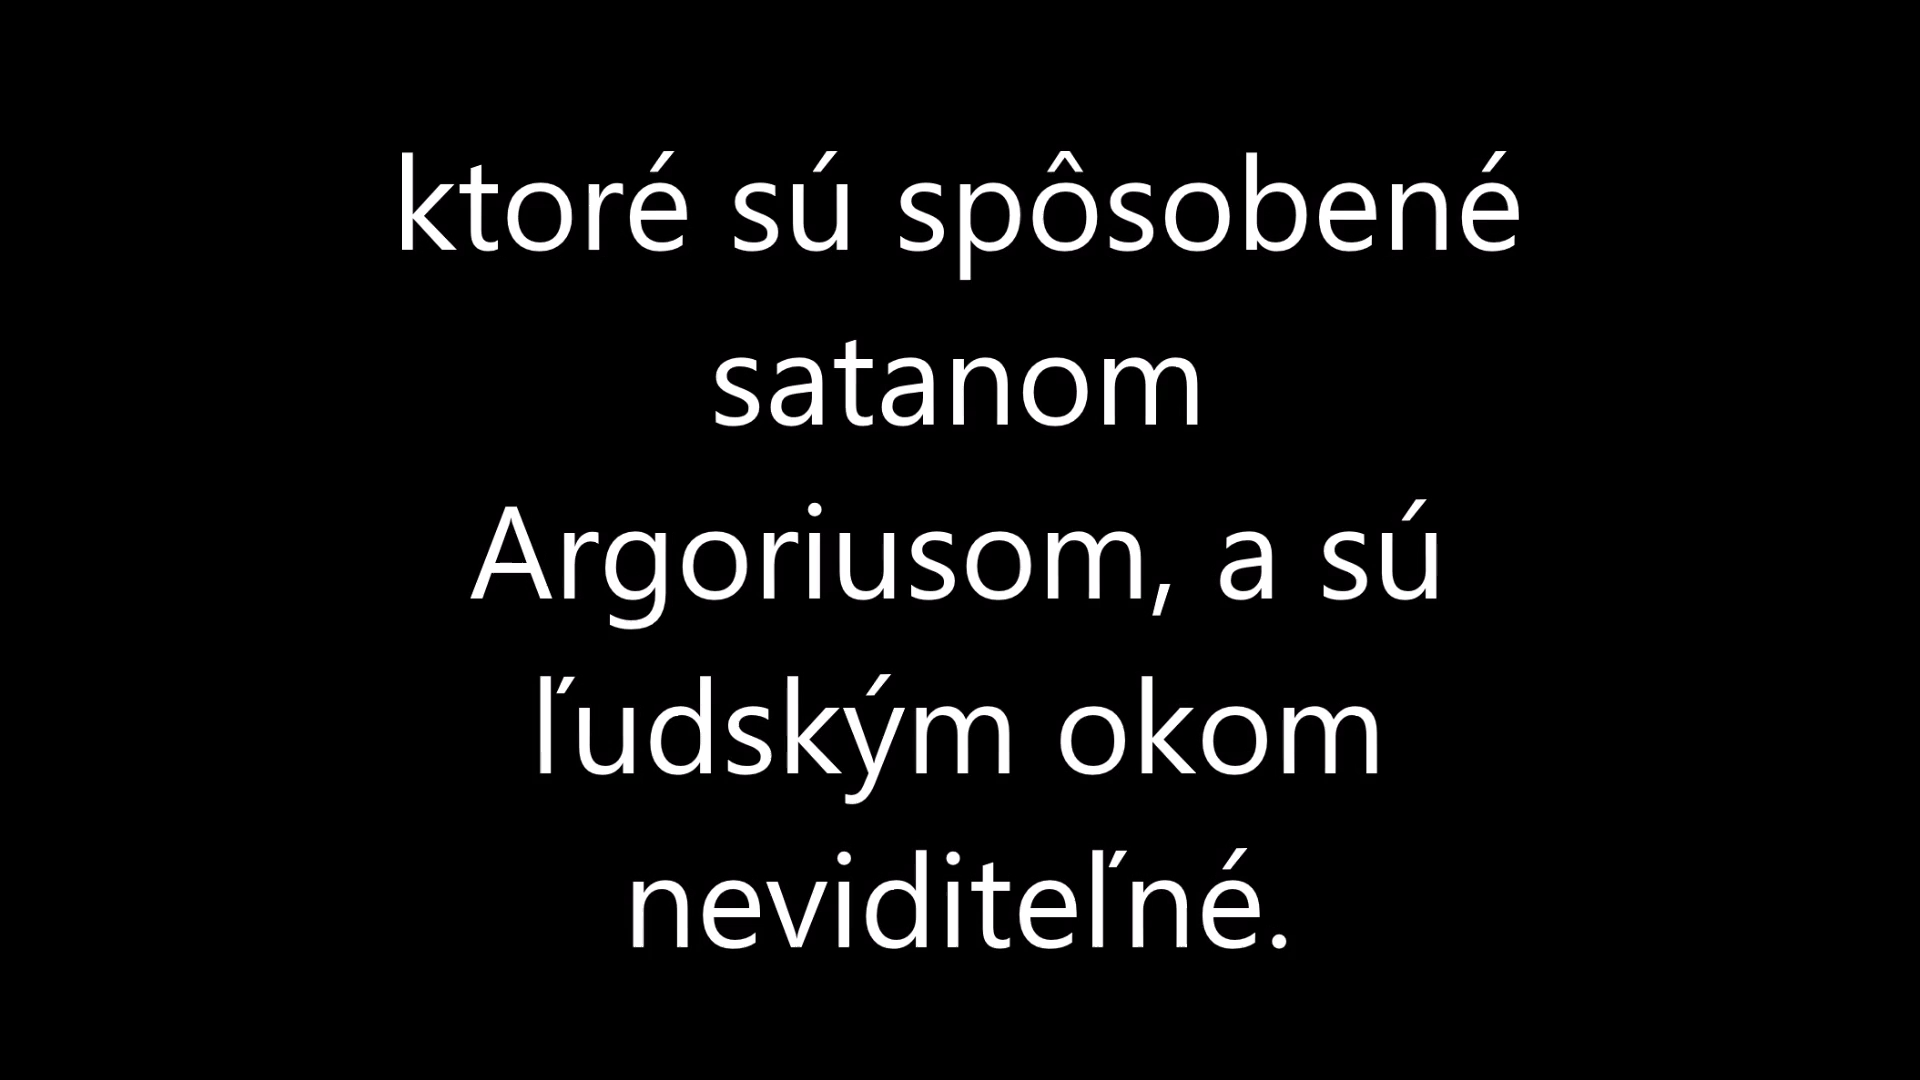 ktoré sú spôsobené
satanom
Argoriusom, a sú
ľudským okom
neviditeľné.